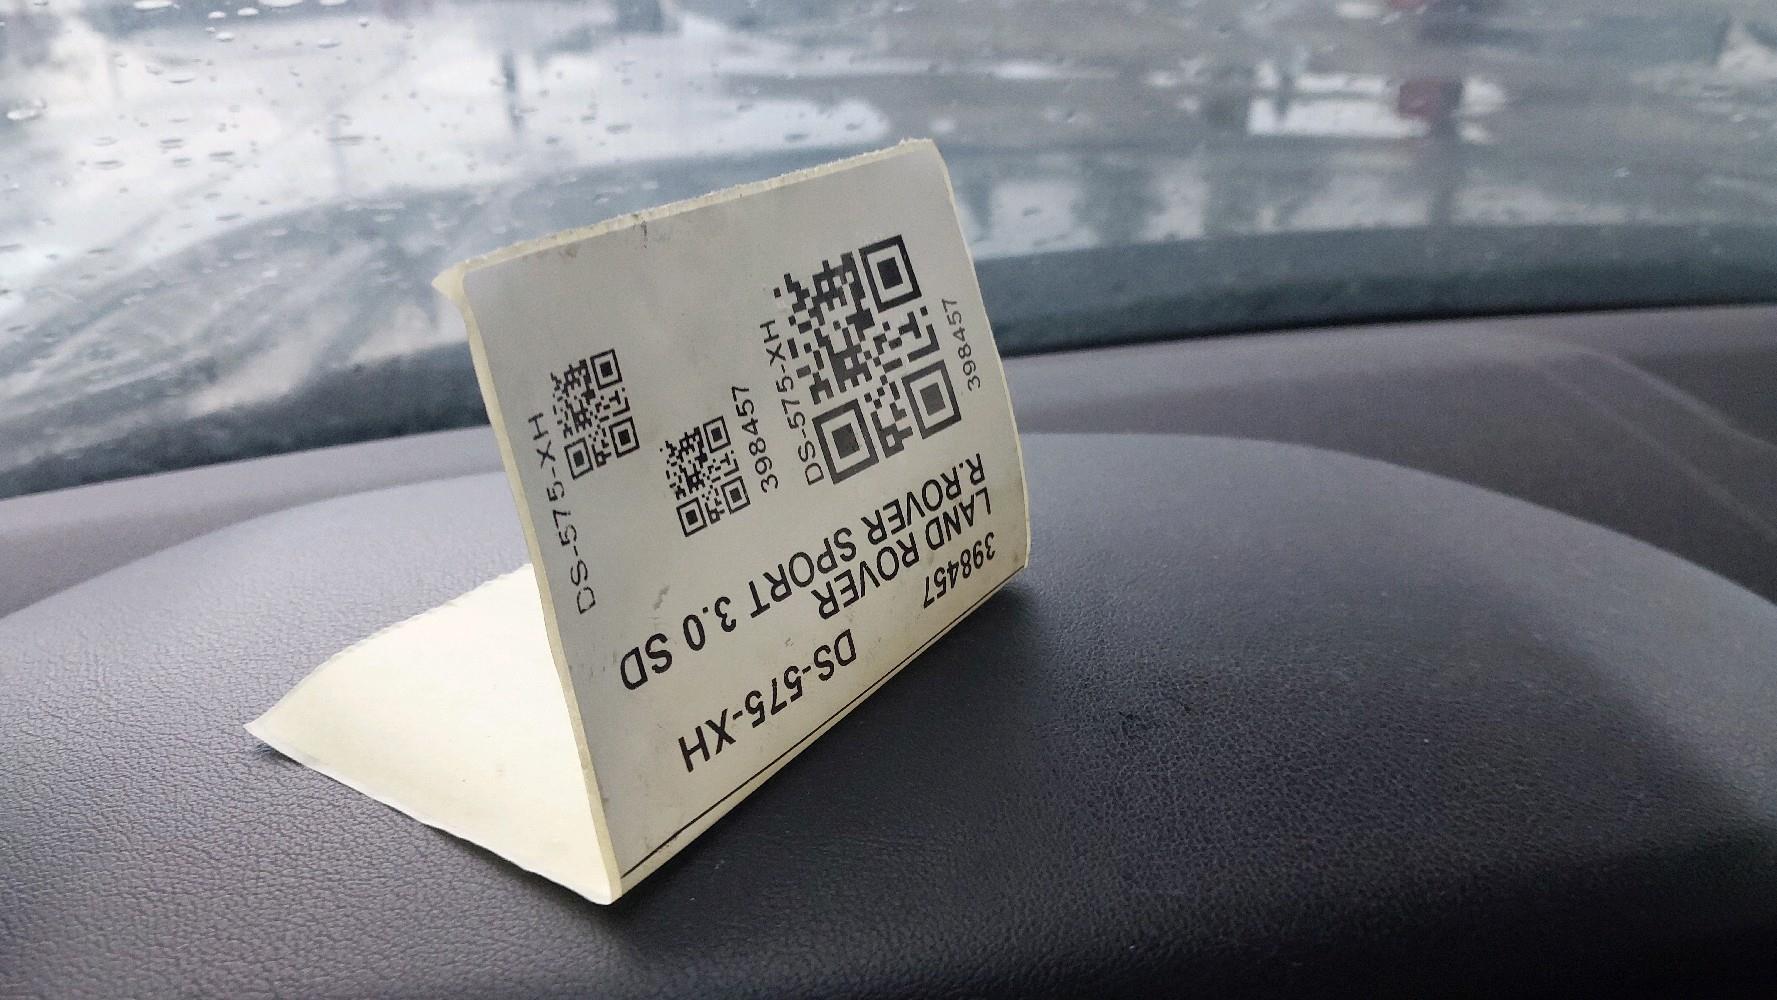 398457
LAND ROVER
R.ROVER SPORT 3.0 SD
DS-575-XH
DS-575-XH
398457
DS-575-XH
398457